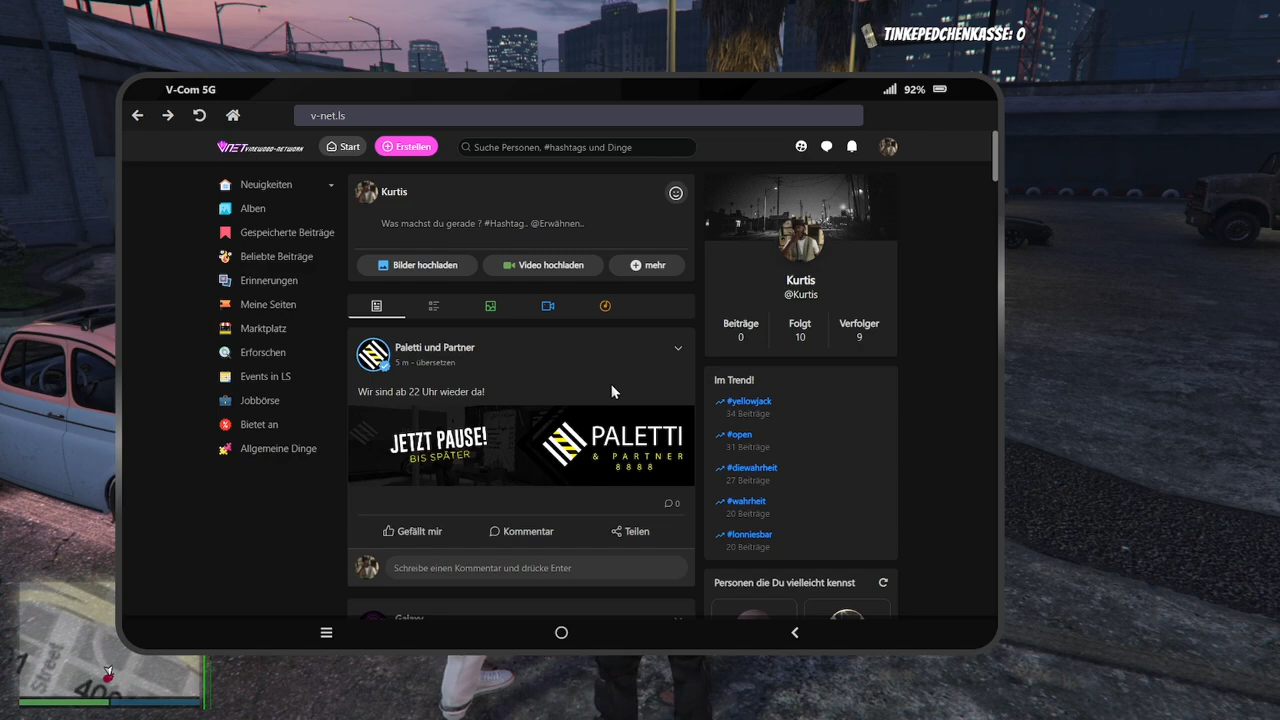 TINKEPEDCHENKASSE: 0
V-Com 5G
92%
v-net.ls
VNET VINEWOOD-NETWORK
Start
Erstellen
Suche Personen, #hashtags und Dinge
Neuigkeiten
Alben
Gespeicherte Beiträge
Beliebte Beiträge
Erinnerungen
Meine Seiten
Marktplatz
Erforschen
Events in LS
Jobbörse
Bietet an
Allgemeine Dinge
Kurtis
Was machst du gerade ? #Hashtag.. @Erwähnen..
Bilder hochladen
Video hochladen
mehr
Paletti und Partner
5 m - übersetzen
Wir sind ab 22 Uhr wieder da!
JETZT PAUSE!
BIS SPÄTER
PALETTI
& PARTNER
8888
0
Gefällt mir
Kommentar
Teilen
Schreibe einen Kommentar und drücke Enter
Galaxy
Kurtis
@Kurtis
Beiträge
0
Folgt
10
Verfolger
9
Im Trend!
#yellowjack
34 Beiträge
#open
31 Beiträge
#diewahrheit
27 Beiträge
#wahrheit
20 Beiträge
#lonniesbar
20 Beiträge
Personen die Du vielleicht kennst
Street